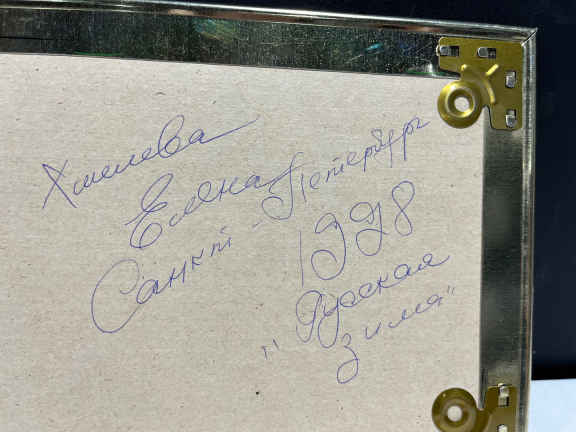 Хмелева
Елена
Санкт-Петербург
1998
"Русская
зима"